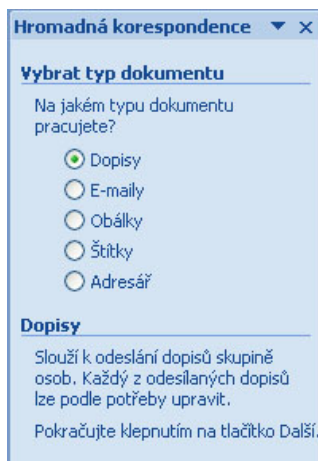 Hromadná korespondence
Vybrat typ dokumentu
Na jakém typu dokumentu
pracujete?
Dopisy
E-maily
Obálky
Štítky
Adresář
Dopisy
Slouží k odeslání dopisů skupině
osob. Každý z odesílaných dopisů
lze podle potřeby upravit.
Pokračujte klepnutím na tlačítko Další.